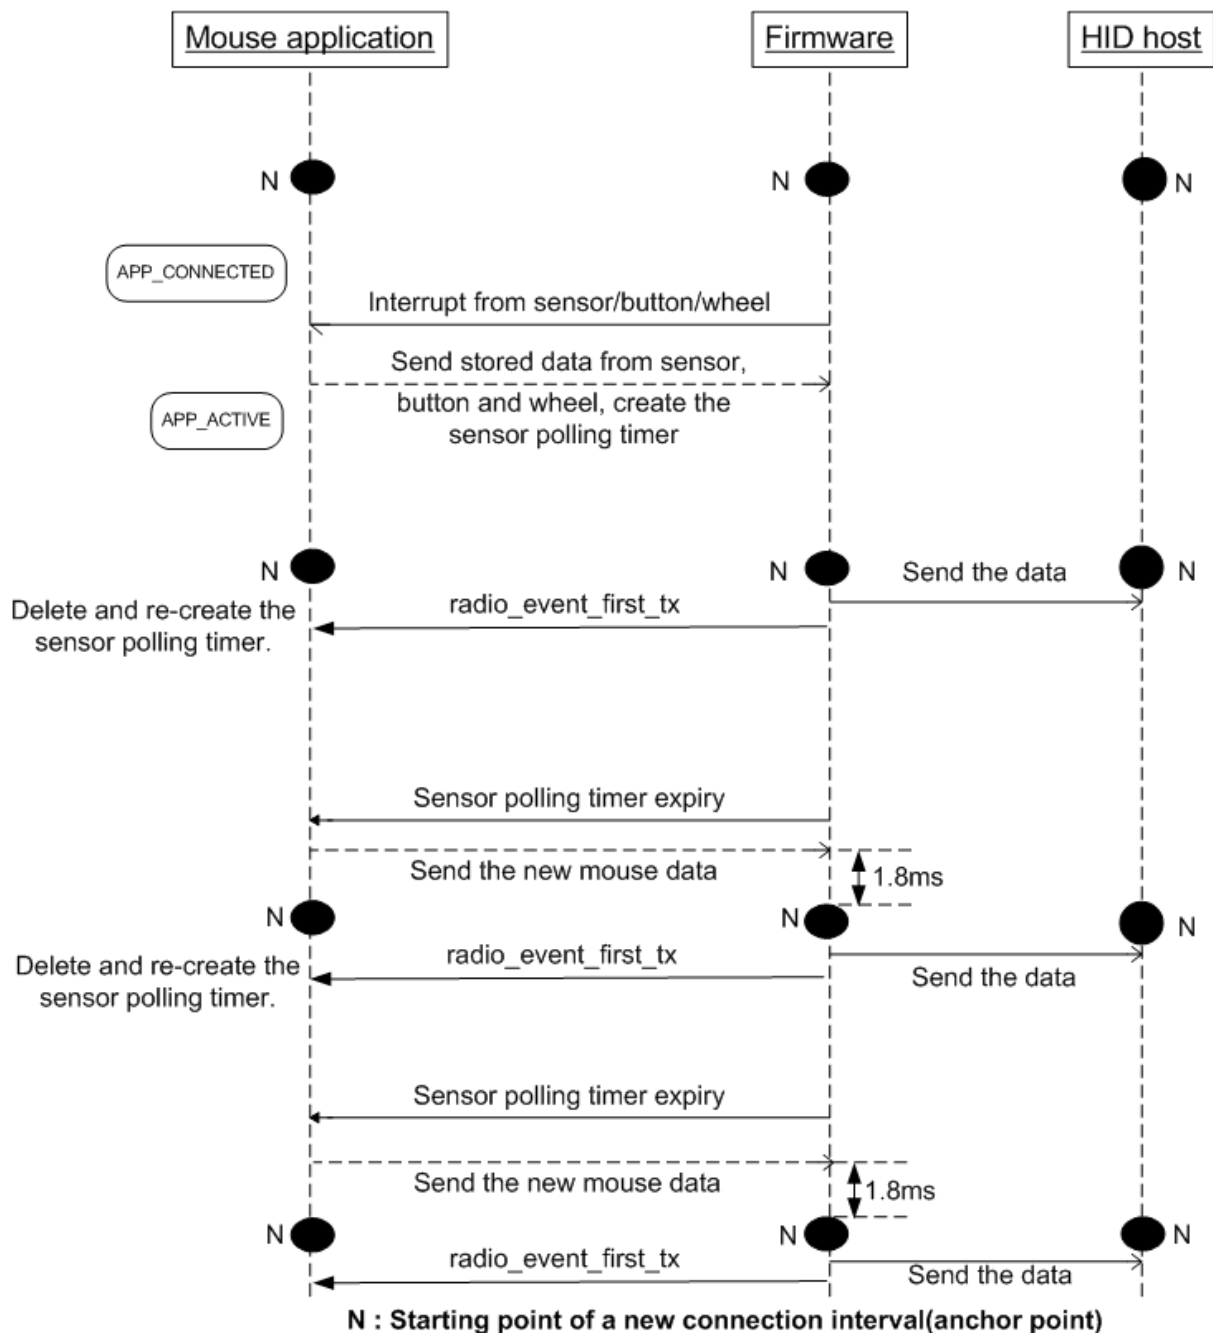 Mouse application
Firmware
HID host
N
N
N
APP_CONNECTED
Interrupt from sensor/button/wheel
Send stored data from sensor,
button and wheel, create the
sensor polling timer
APP_ACTIVE
N
N
N
Send the data
radio_event_first_tx
Delete and re-create the
sensor polling timer.
Sensor polling timer expiry
Send the new mouse data
1.8ms
N
N
N
radio_event_first_tx
Send the data
Delete and re-create the
sensor polling timer.
Sensor polling timer expiry
Send the new mouse data
1.8ms
N
N
N
radio_event_first_tx
Send the data
N : Starting point of a new connection interval(anchor point)